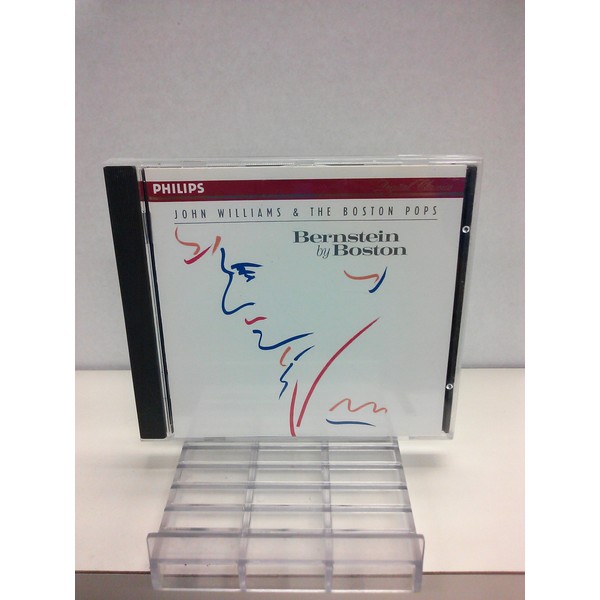 PHILIPS
JOHN WILLIAMS & THE BOSTON POPS
Bernstein
by Boston